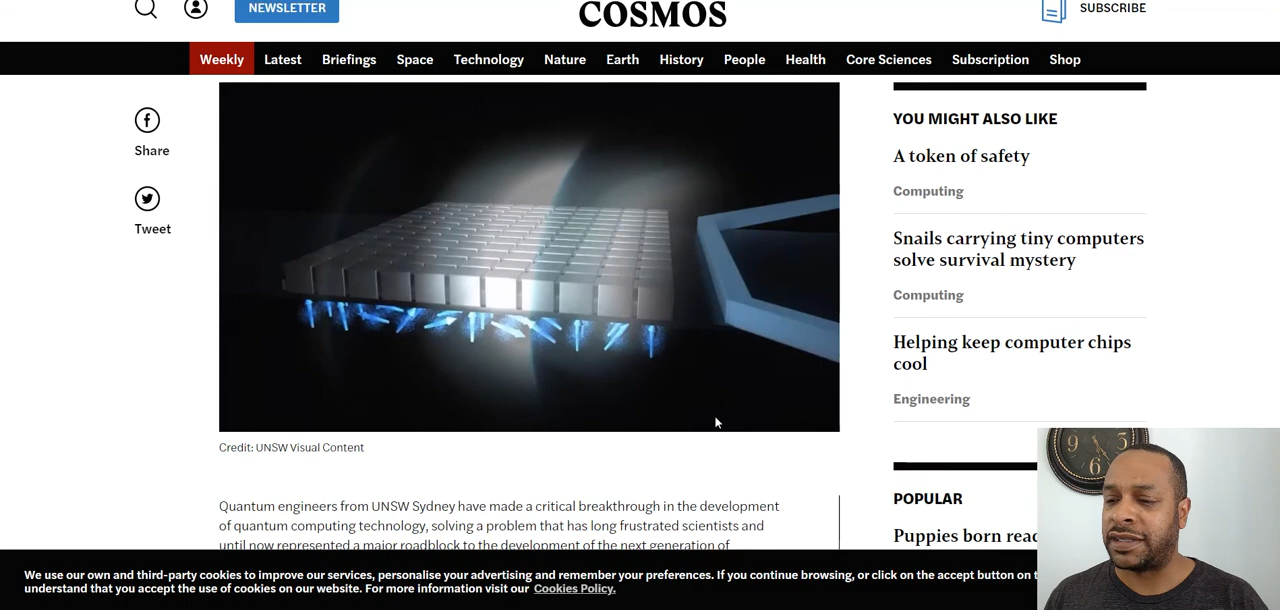 NEWSLETTER
COSMOS
SUBSCRIBE
Weekly Latest Briefings Space Technology Nature Earth History People Health Core Sciences Subscription Shop
Share
Tweet
Credit: UNSW Visual Content
Quantum engineers from UNSW Sydney have made a critical breakthrough in the development
of quantum computing technology, solving a problem that has long frustrated scientists and
until now represented a major roadblock to the development of the next generation of
YOU MIGHT ALSO LIKE
A token of safety
Computing
Snails carrying tiny computers
solve survival mystery
Computing
Helping keep computer chips
cool
Engineering
POPULAR
Puppies born
9
6
We use our own and third-party cookies to improve our services, personalise your advertising and remember your preferences. If you continue browsing, or click on the accept button on
understand that you accept the use of cookies on our website. For more information visit our Cookies Policy.